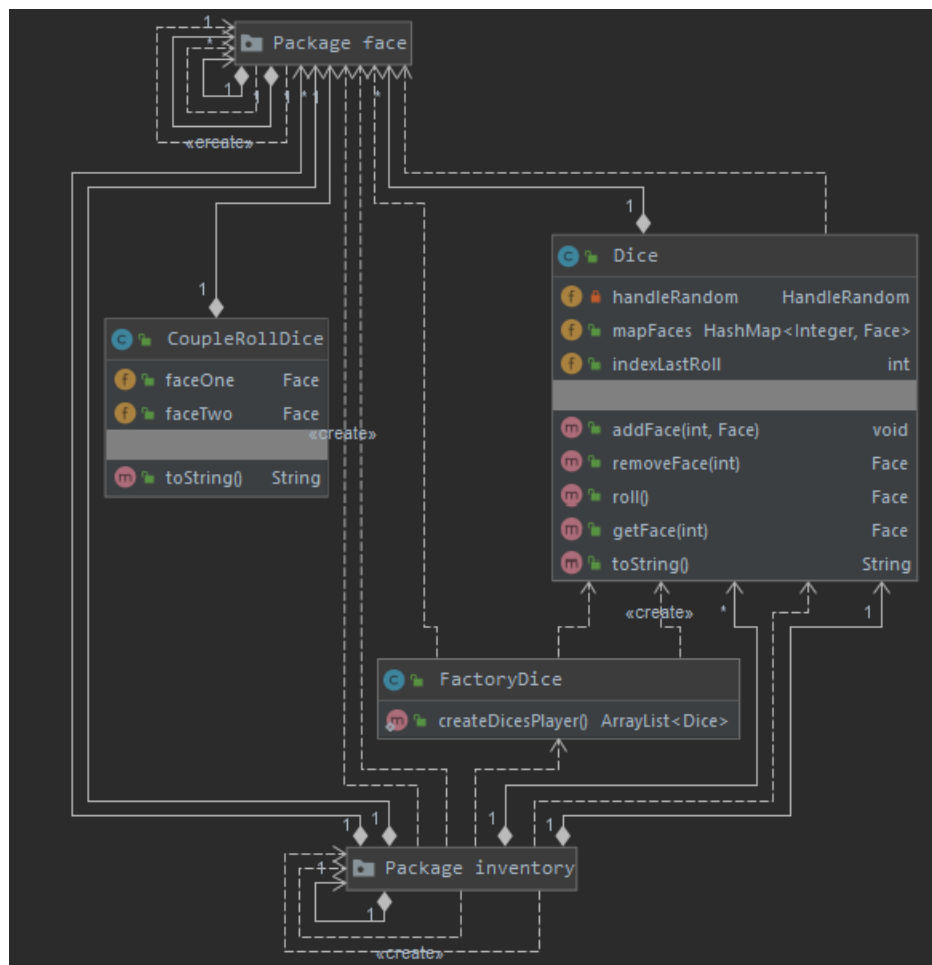 1
Package face
*
1
1
1
* 1
*
«create»
1
1
Dice
handleRandom HandleRandom
mapFaces HashMap<Integer, Face>
indexLastRoll int
CoupleRollDice
faceOne Face
faceTwo Face
«create»
toString() String
addFace(int, Face) void
removeFace(int) Face
roll() Face
getFace(int) Face
toString() String
«create»
*
1
FactoryDice
createDicesPlayer() ArrayList<Dice>
1
1
1
1
1
Package inventory
1
«create»